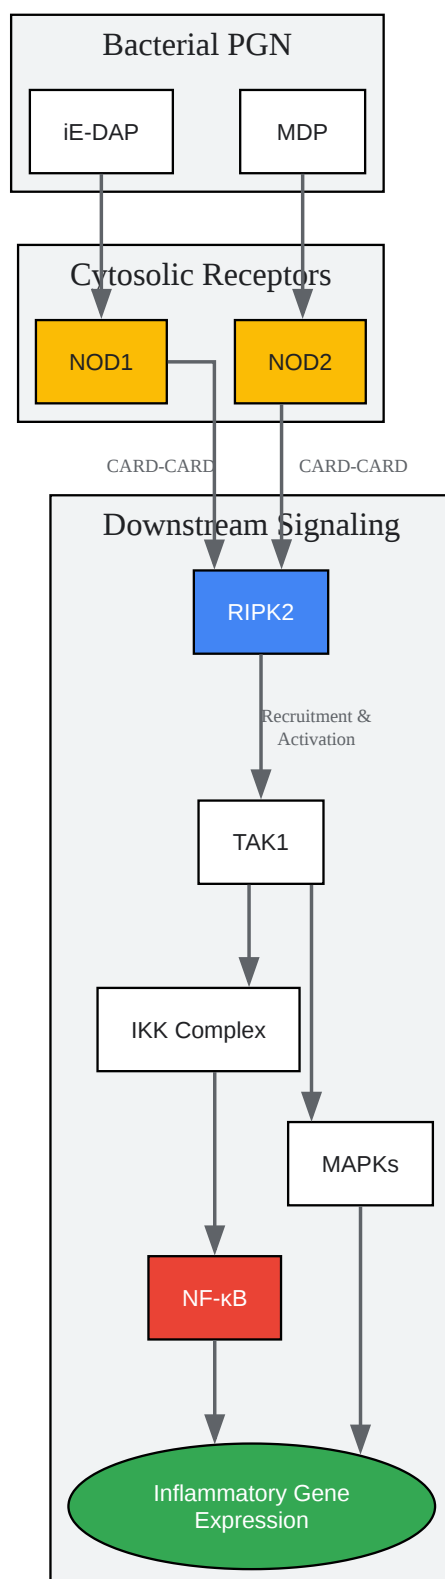 Bacterial PGN
iE-DAP
MDP
Cytosolic Receptors
NOD1
NOD2
CARD-CARD
CARD-CARD
Downstream Signaling
RIPK2
Recruitment &
Activation
TAK1
IKK Complex
MAPKs
NF-κB
Inflammatory Gene
Expression